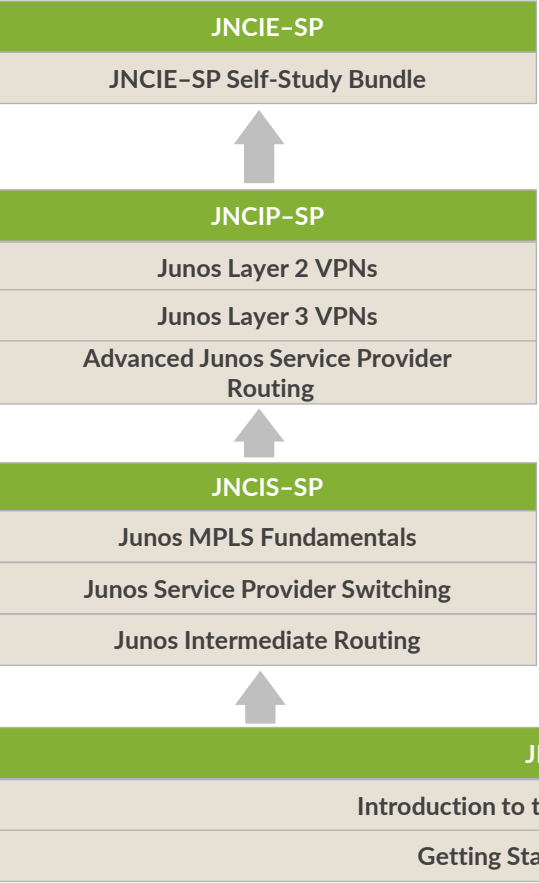 JNCIE–SP
JNCIE–SP Self-Study Bundle
JNCIP–SP
Junos Layer 2 VPNs
Junos Layer 3 VPNs
Advanced Junos Service Provider
Routing
JNCIS–SP
Junos MPLS Fundamentals
Junos Service Provider Switching
Junos Intermediate Routing
Introduction to
Getting